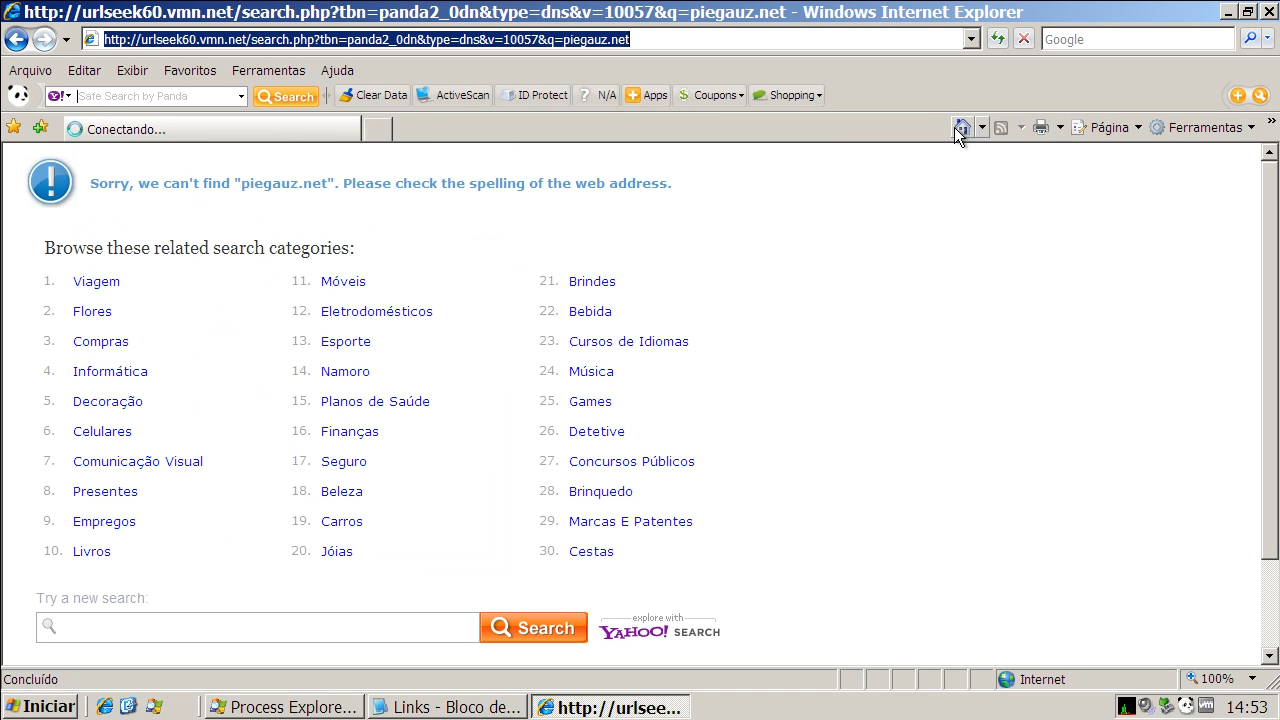 http://urlseek60.vmn.net/search.php?tbn=panda2_0dn&type=dns&v=10057&q=piegauz.net - Windows Internet Explorer
http://urlseek60.vmn.net/search.php?tbn=panda2_0dn&type=dns&v=10057&q=piegauz.net
Google
Arquivo Editar Exibir Favoritos Ferramentas Ajuda
Y! Safe Search by Panda Search Clear Data ActiveScan ID Protect ? N/A Apps $ Coupons Shopping
Conectando... Página Ferramentas »
Sorry, we can't find "piegauz.net". Please check the spelling of the web address.
Browse these related search categories:
1. Viagem 11. Móveis 21. Brindes
2. Flores 12. Eletrodomésticos 22. Bebida
3. Compras 13. Esporte 23. Cursos de Idiomas
4. Informática 14. Namoro 24. Música
5. Decoração 15. Planos de Saúde 25. Games
6. Celulares 16. Finanças 26. Detetive
7. Comunicação Visual 17. Seguro 27. Concursos Públicos
8. Presentes 18. Beleza 28. Brinquedo
9. Empregos 19. Carros 29. Marcas E Patentes
10. Livros 20. Jóias 30. Cestas
Try a new search:
Search
explore with
YAHOO! SEARCH
Concluído Internet 100%
Iniciar Process Explore... Links - Bloco de... http://urlsee... 14:53